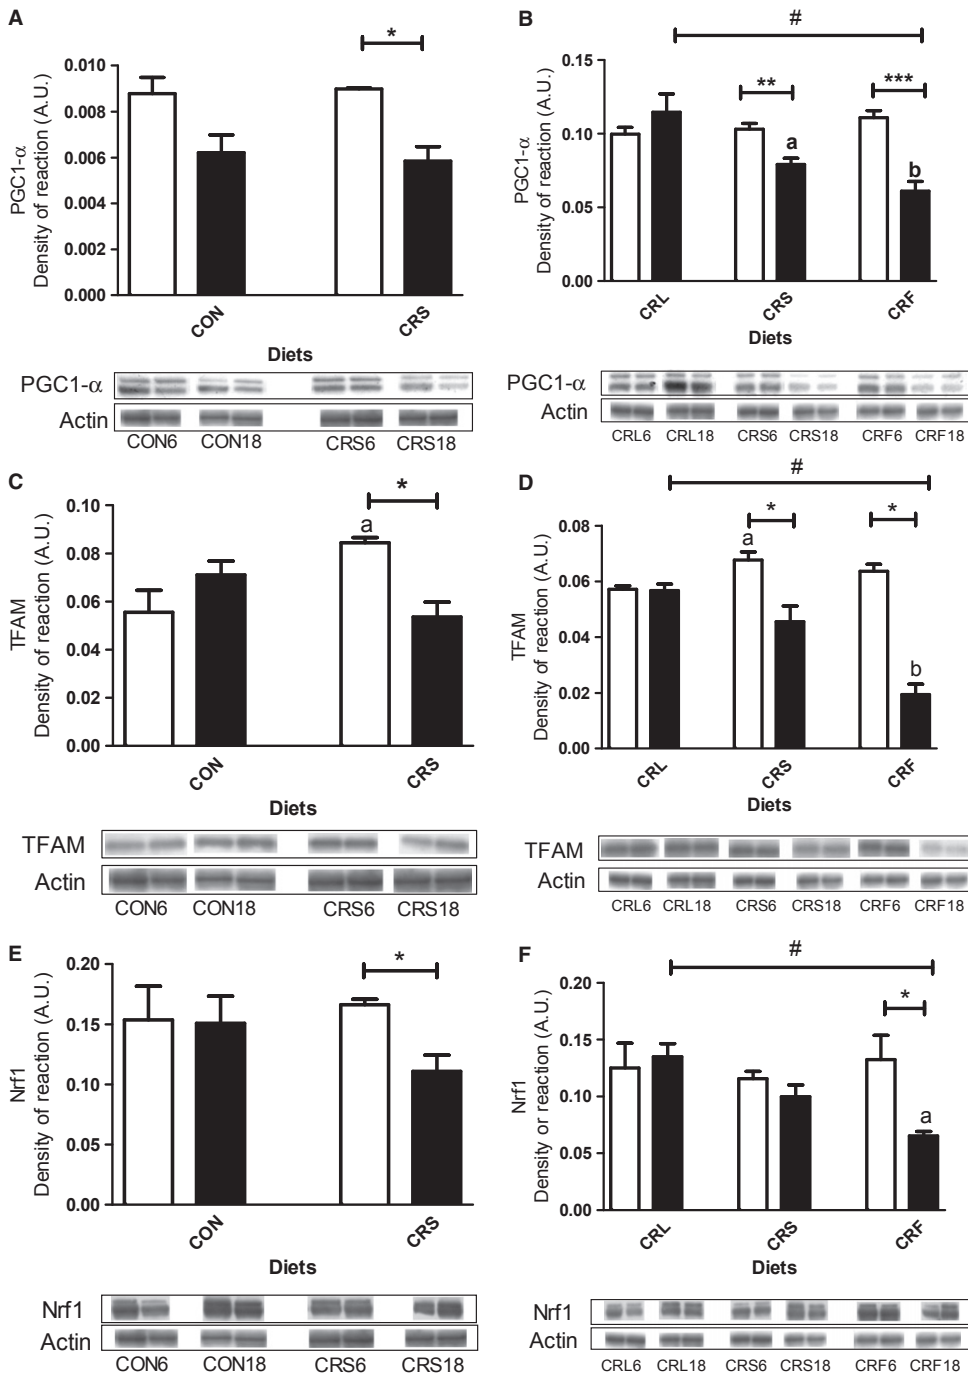 A
*
PGC1-α
Density of reaction (A.U.)
0.010
0.008
0.006
0.004
0.002
0.000
CON
CRS
Diets
PGC1-α
Actin
CON6 CON18 CRS6 CRS18
B
#
** ***
PGC1-α
Density of reaction (A.U.)
0.15
0.10
0.05
0.00
a
b
CRL
CRS
CRF
Diets
PGC1-α
Actin
CRL6 CRL18 CRS6 CRS18 CRF6 CRF18
C
*
TFAM
Density of reaction (A.U.)
0.10
0.08
0.06
0.04
0.02
0.00
a
CON
CRS
Diets
TFAM
Actin
CON6 CON18 CRS6 CRS18
D
#
* *
TFAM
Density of reaction (A.U.)
0.08
0.06
0.04
0.02
0.00
a
b
CRL
CRS
CRF
Diets
TFAM
Actin
CRL6 CRL18 CRS6 CRS18 CRF6 CRF18
E
*
Nrf1
Density of reaction (A.U.)
0.20
0.15
0.10
0.05
0.00
CON
CRS
Diets
Nrf1
Actin
CON6 CON18 CRS6 CRS18
F
#
*
Nrf1
Density or reaction (A.U.)
0.20
0.15
0.10
0.05
0.00
a
CRL
CRS
CRF
Diets
Nrf1
Actin
CRL6 CRL18 CRS6 CRS18 CRF6 CRF18